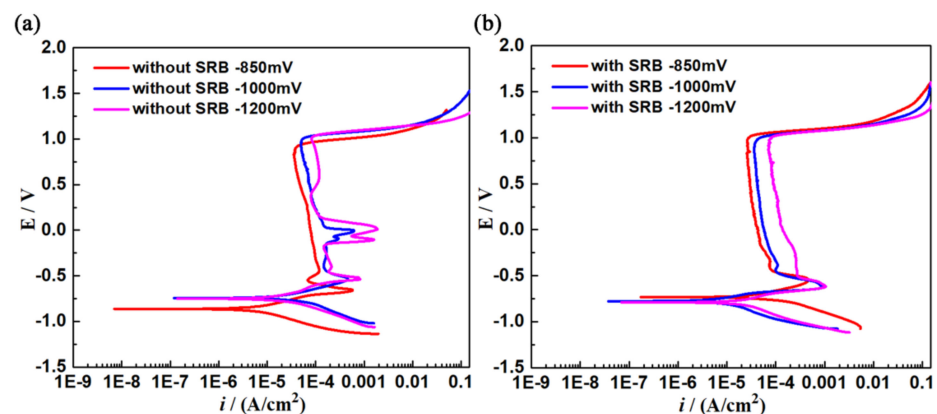 (a)
2.0
1.5
1.0
0.5
0.0
-0.5
-1.0
-1.5
E / V
without SRB -850mV
without SRB -1000mV
without SRB -1200mV
1E-9 1E-8 1E-7 1E-6 1E-5 1E-4 0.001 0.01 0.1
i / (A/cm²)
(b)
2.0
1.5
1.0
0.5
0.0
-0.5
-1.0
-1.5
E / V
with SRB -850mV
with SRB -1000mV
with SRB -1200mV
1E-9 1E-8 1E-7 1E-6 1E-5 1E-4 0.001 0.01 0.1
i / (A/cm²)